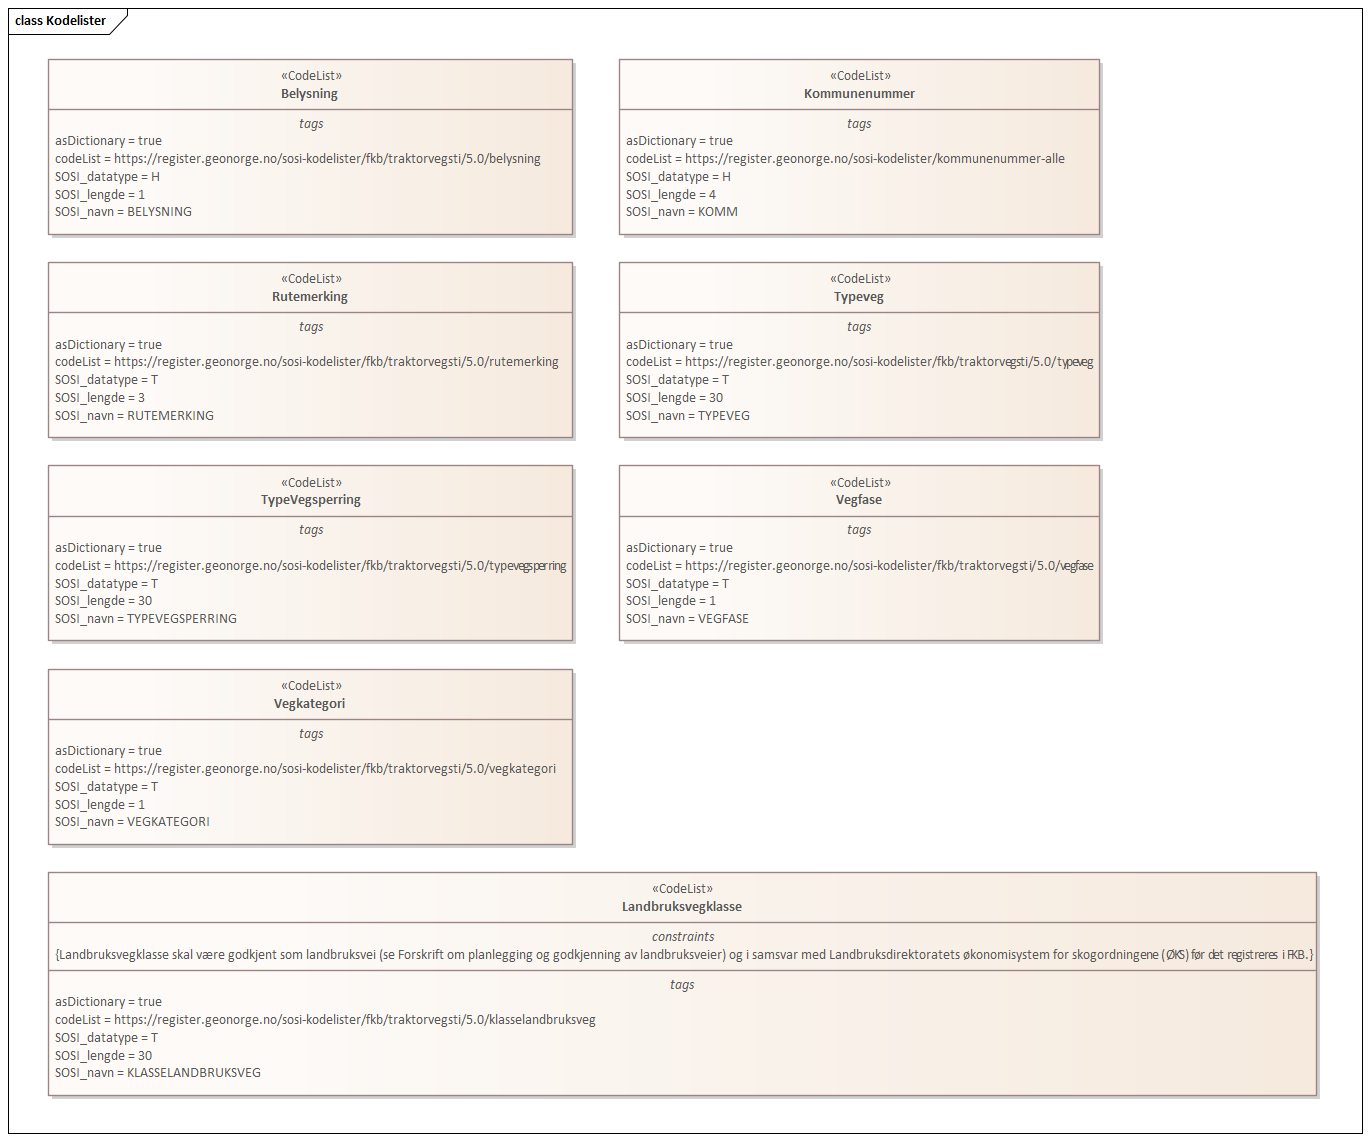 class Kodelister
«CodeList»
Belysning
tags
asDictionary = true
codeList = https://register.geonorge.no/sosi-kodelister/fkb/traktorvegsti/5.0/belysning
SOSI_datatype = H
SOSI_lengde = 1
SOSI_navn = BELYSNING
«CodeList»
Kommunenummer
tags
asDictionary = true
codeList = https://register.geonorge.no/sosi-kodelister/kommunenummer-alle
SOSI_datatype = H
SOSI_lengde = 4
SOSI_navn = KOMM
«CodeList»
Rutemerking
tags
asDictionary = true
codeList = https://register.geonorge.no/sosi-kodelister/fkb/traktorvegsti/5.0/rutemerking
SOSI_datatype = T
SOSI_lengde = 3
SOSI_navn = RUTEMERKING
«CodeList»
Typeveg
tags
asDictionary = true
codeList = https://register.geonorge.no/sosi-kodelister/fkb/traktorvegsti/5.0/typeveg
SOSI_datatype = T
SOSI_lengde = 30
SOSI_navn = TYPEVEG
«CodeList»
TypeVegsperring
tags
asDictionary = true
codeList = https://register.geonorge.no/sosi-kodelister/fkb/traktorvegsti/5.0/typevegsperring
SOSI_datatype = T
SOSI_lengde = 30
SOSI_navn = TYPEVEGSPERRING
«CodeList»
Vegfase
tags
asDictionary = true
codeList = https://register.geonorge.no/sosi-kodelister/fkb/traktorvegsti/5.0/vegfase
SOSI_datatype = T
SOSI_lengde = 1
SOSI_navn = VEGFASE
«CodeList»
Vegkategori
tags
asDictionary = true
codeList = https://register.geonorge.no/sosi-kodelister/fkb/traktorvegsti/5.0/vegkategori
SOSI_datatype = T
SOSI_lengde = 1
SOSI_navn = VEGKATEGORI
«CodeList»
Landbruksvegklasse
constraints
{Landbruksvegklasse skal være godkjent som landbruksvei (se Forskrift om planlegging og godkjenning av landbruksveier) og i samsvar med Landbruksdirektoratets økonomisystem for skogordningene (ØKS) før det registreres i FKB.}
tags
asDictionary = true
codeList = https://register.geonorge.no/sosi-kodelister/fkb/traktorvegsti/5.0/klasselandbruksveg
SOSI_datatype = T
SOSI_lengde = 30
SOSI_navn = KLASSELANDBRUKSVEG